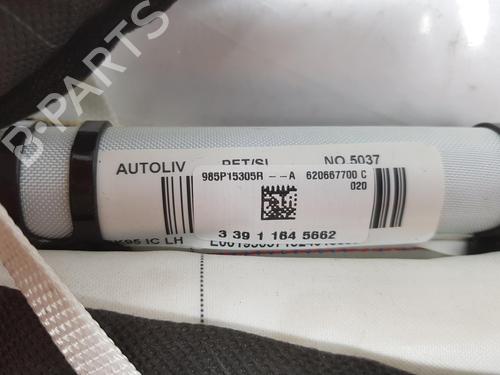 B-PARTS
AUTOLIV PET/SI NO.5037
985P15305R --A 620667700 C
020
3 39 1 164 5662
IC LH